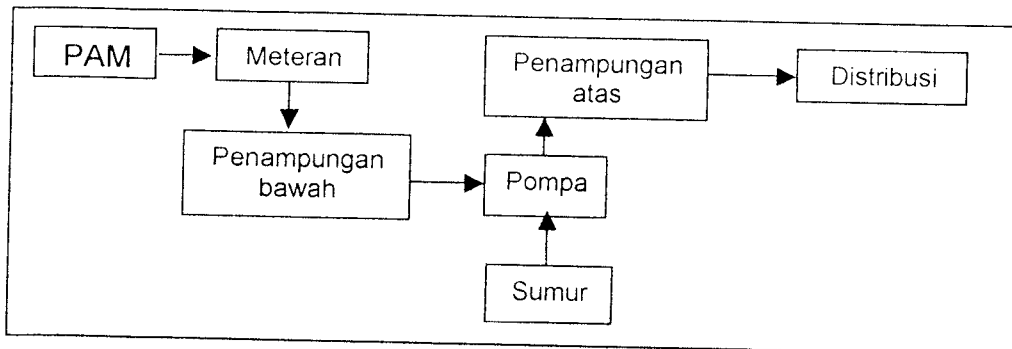 PAM
Meteran
Penampungan
atas
Distribusi
Penampungan
bawah
Pompa
Sumur